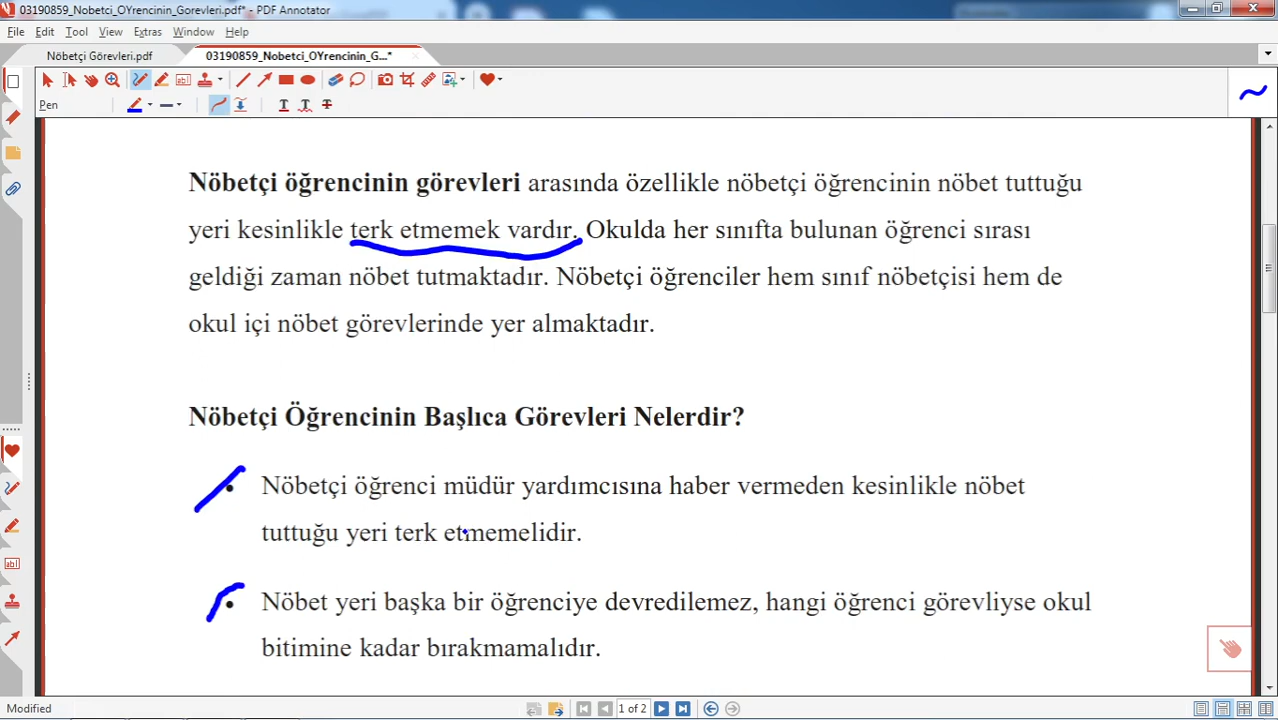 03190859_Nobetci_OYrencinin_Gorevleri.pdf* - PDF Annotator
File Edit Tool View Extras Window Help
Nöbetçi Görevleri.pdf 03190859_Nobetci_OYrencinin_G...*
Pen
Nöbetçi öğrencinin görevleri arasında özellikle nöbetçi öğrencinin nöbet tuttuğu
yeri kesinlikle terk etmemek vardır. Okulda her sınıfta bulunan öğrenci sırası
geldiği zaman nöbet tutmaktadır. Nöbetçi öğrenciler hem sınıf nöbetçisi hem de
okul içi nöbet görevlerinde yer almaktadır.
Nöbetçi Öğrencinin Başlıca Görevleri Nelerdir?
• Nöbetçi öğrenci müdür yardımcısına haber vermeden kesinlikle nöbet
tuttuğu yeri terk etmemelidir.
• Nöbet yeri başka bir öğrenciye devredilemez, hangi öğrenci görevliyse okul
bitimine kadar bırakmamalıdır.
Modified 1 of 2